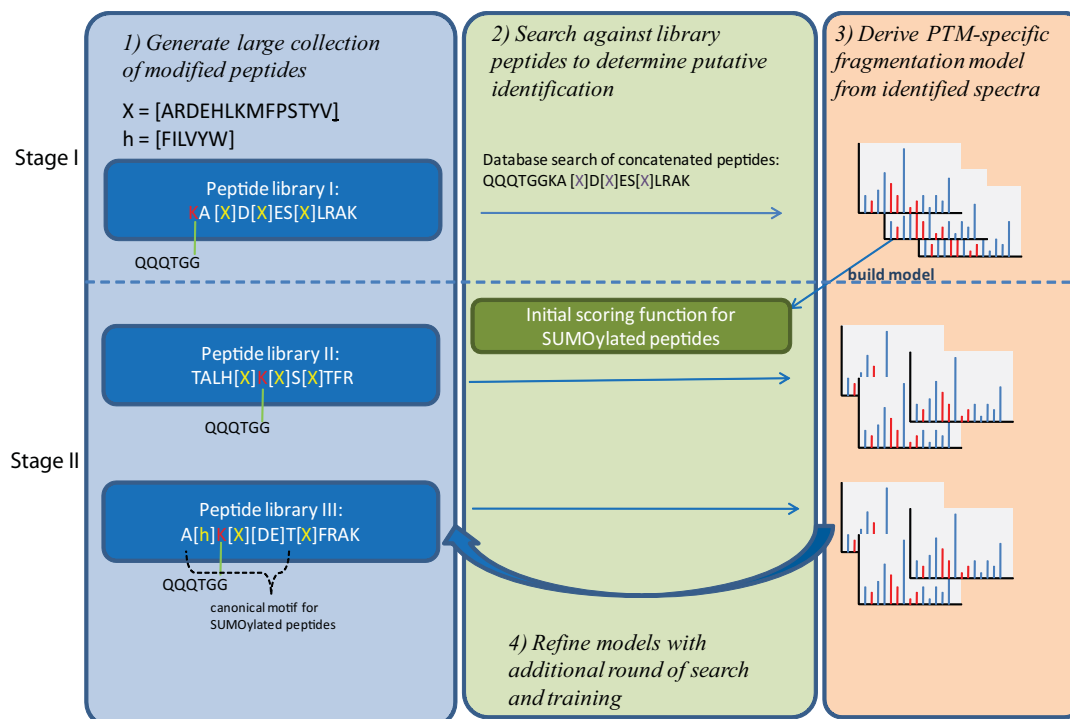 1) Generate large collection
of modified peptides
X = [ARDEHLKMFPSTYV]
h = [FILVYW]
Stage I
Peptide library I:
KA [X]D[X]ES[X]LRAK
QQQTGG
Peptide library II:
TALH[X]K[X]S[X]TFR
QQQTGG
Stage II
Peptide library III:
A[h]K[X][DE]T[X]FRAK
QQQTGG
canonical motif for
SUMOylated peptides
2) Search against library
peptides to determine putative
identification
Database search of concatenated peptides:
QQQTGGKA [X]D[X]ES[X]LRAK
Initial scoring function for
SUMOylated peptides
4) Refine models with
additional round of search
and training
3) Derive PTM-specific
fragmentation model
from identified spectra
build model